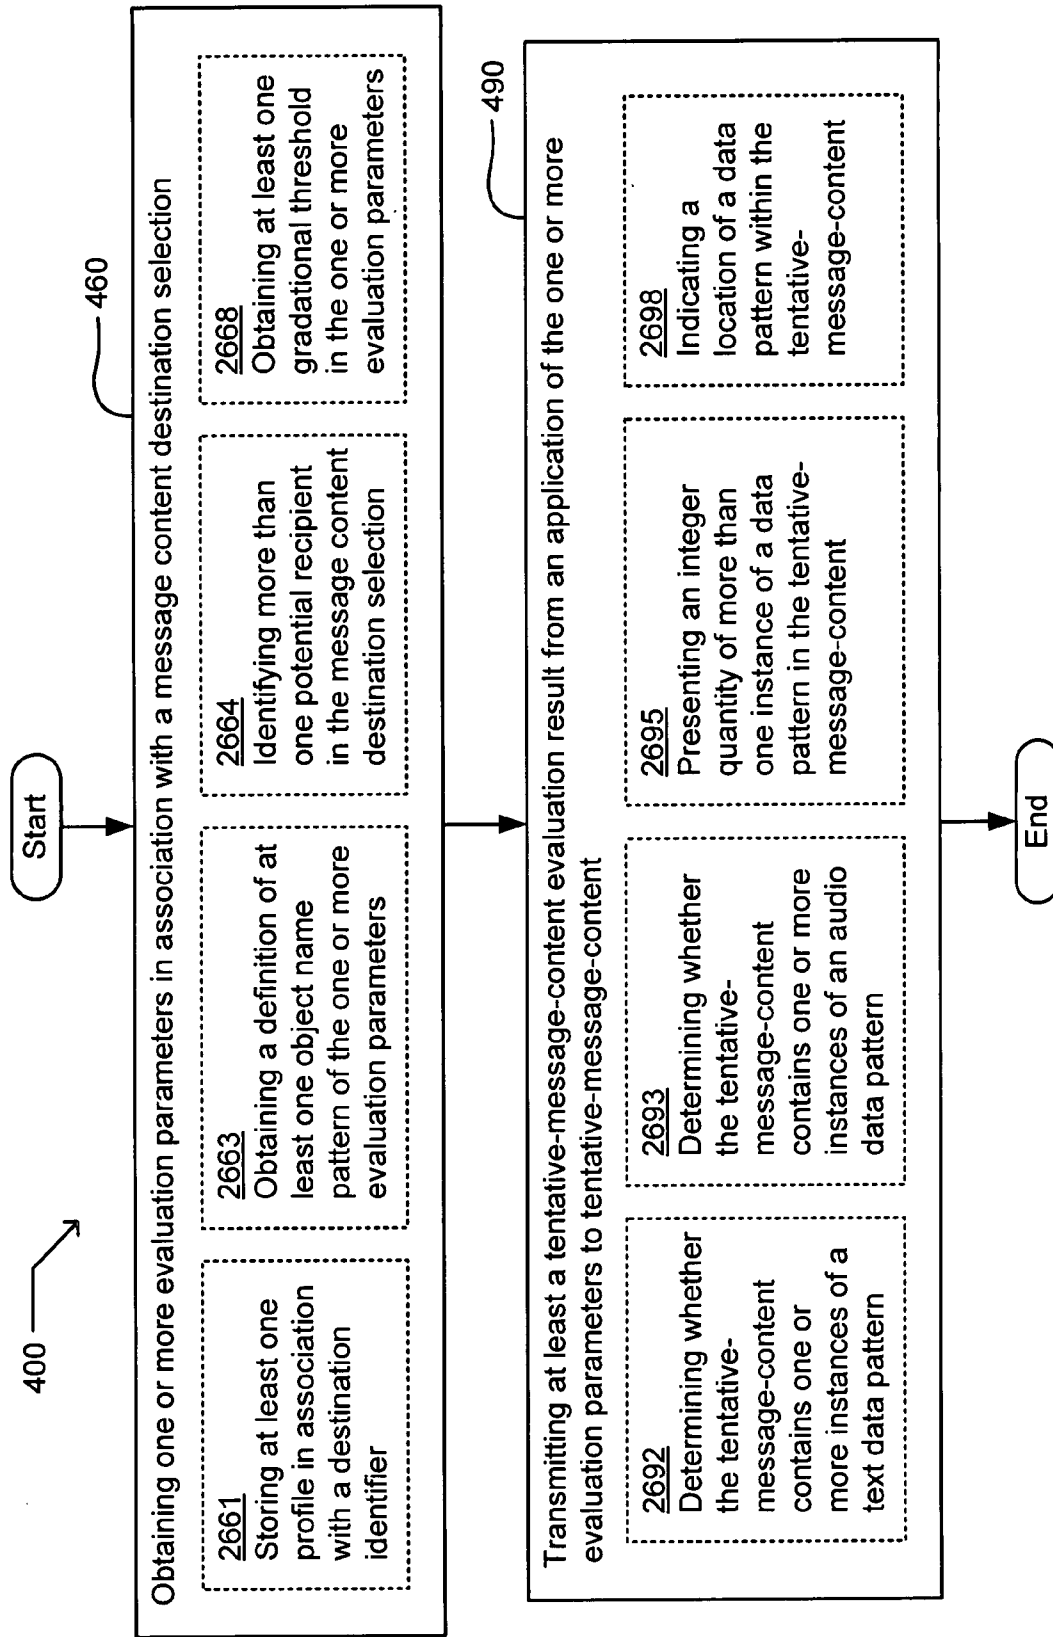 400
Start
460
Obtaining one or more evaluation parameters in association with a message content destination selection
2661
Storing at least one
profile in association
with a destination
identifier
2663
Obtaining a definition of at
least one object name
pattern of the one or more
evaluation parameters
2664
Identifying more than
one potential recipient
in the message content
destination selection
2668
Obtaining at least one
gradational threshold
in the one or more
evaluation parameters
490
Transmitting at least a tentative-message-content evaluation result from an application of the one or more
evaluation parameters to tentative-message-content
2692
Determining whether
the tentative-
message-content
contains one or
more instances of a
text data pattern
2693
Determining whether
the tentative-
message-content
contains one or more
instances of an audio
data pattern
2695
Presenting an integer
quantity of more than
one instance of a data
pattern in the tentative-
message-content
2698
Indicating a
location of a data
pattern within the
tentative-
message-content
End